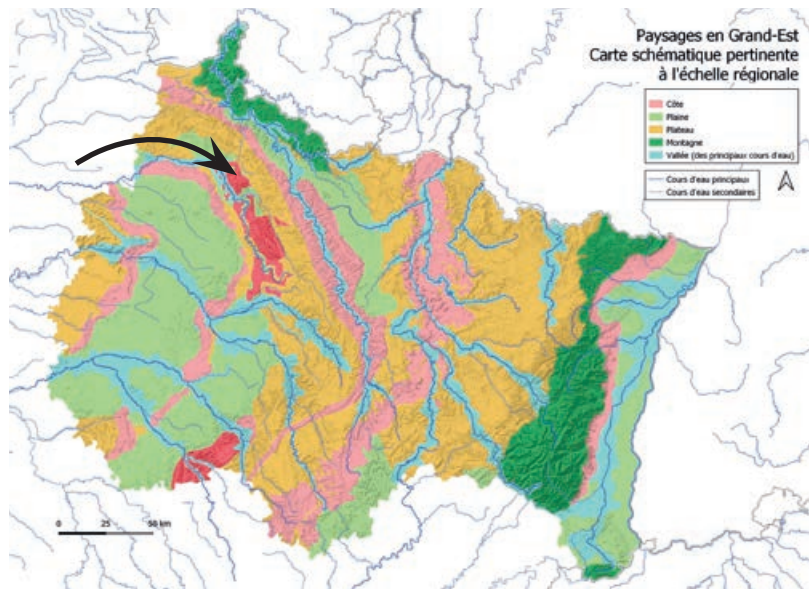 Paysages en Grand-Est
Carte schématique pertinente
à l'échelle régionale
Côte
Plaine
Plateau
Montagne
Vallée (des principaux cours d'eau)
Cours d'eau principaux
Cours d'eau secondaires
0 25 50 km